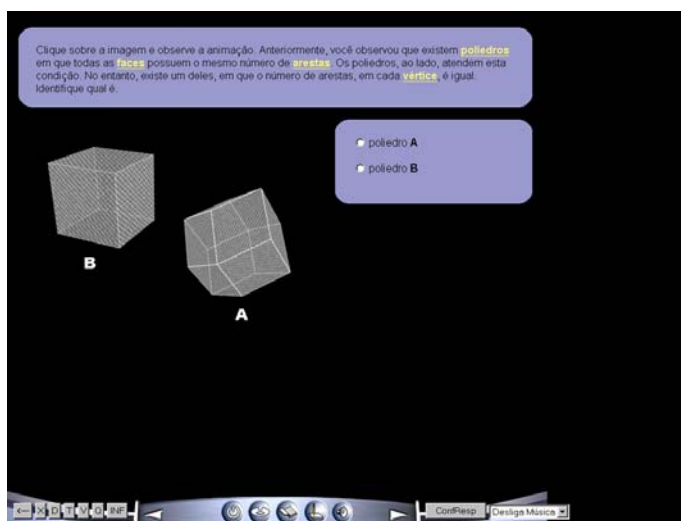 Clique sobre a imagem e observe a animação. Anteriormente, você observou que existem poliedros
em que todas as faces possuem o mesmo número de arestas. Os poliedros, ao lado, atendem esta
condição. No entanto, existe um deles, em que o número de arestas, em cada vértice, é igual.
Identifique qual é.
poliedro A
poliedro B
B
A
X D T V Q INF
ConfResp
Desliga Música